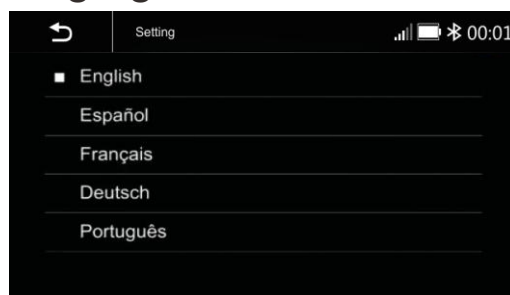 Setting 00:01
English
Español
Français
Deutsch
Português